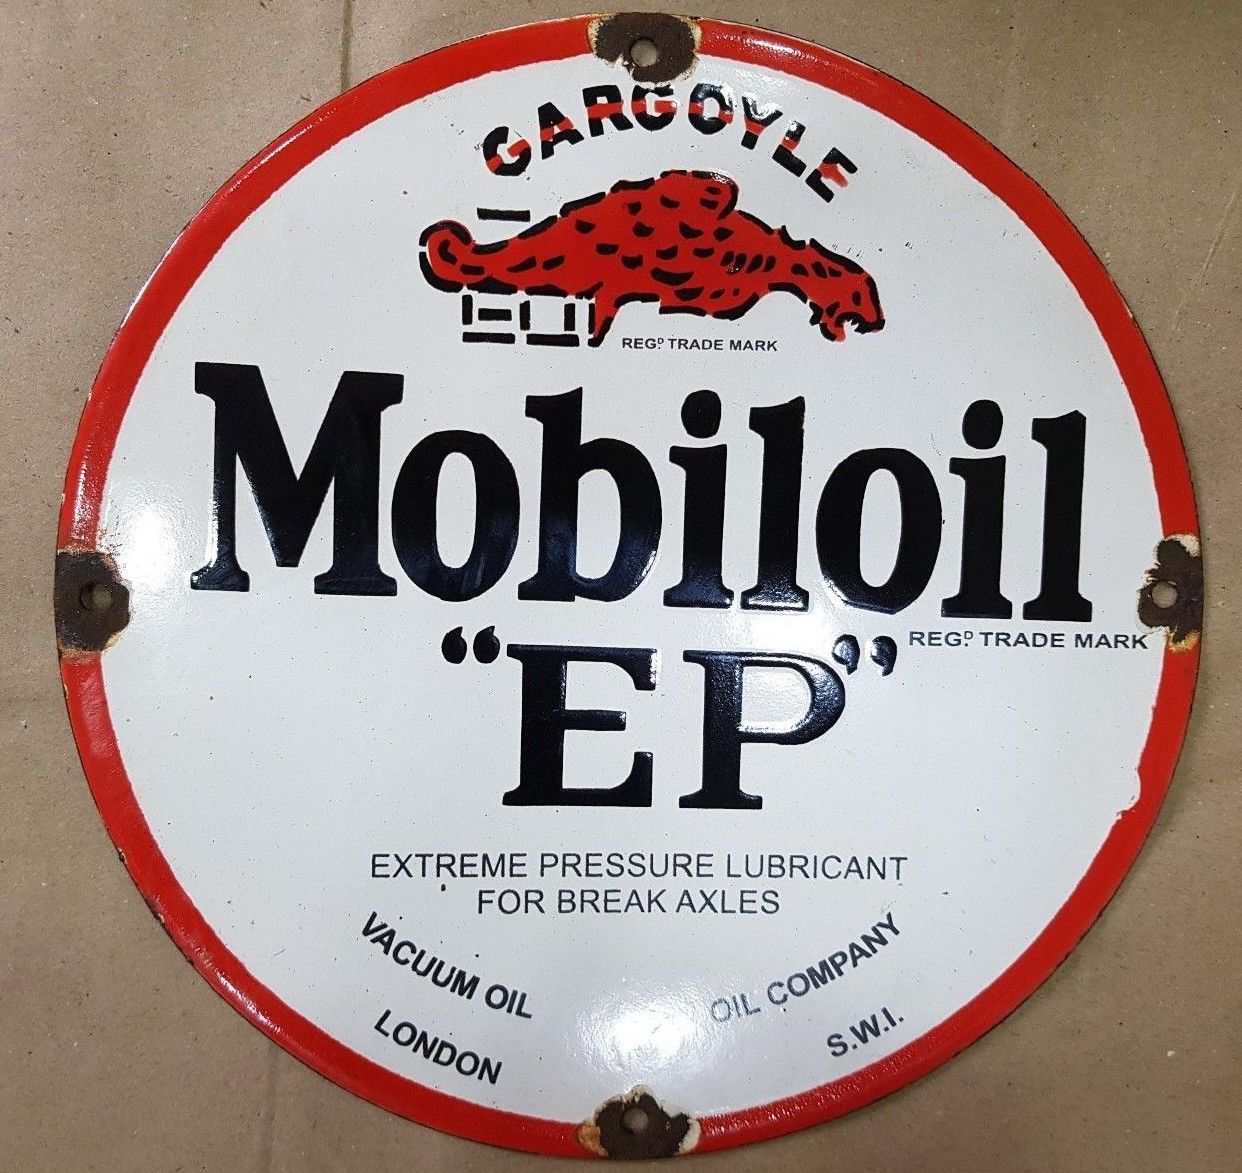 GARGOYLE
REGD. TRADE MARK
Mobiloil
REGD. TRADE MARK
“EP”
EXTREME PRESSURE LUBRICANT
FOR BREAK AXLES
VACUUM OIL OIL COMPANY
LONDON S.W.I.